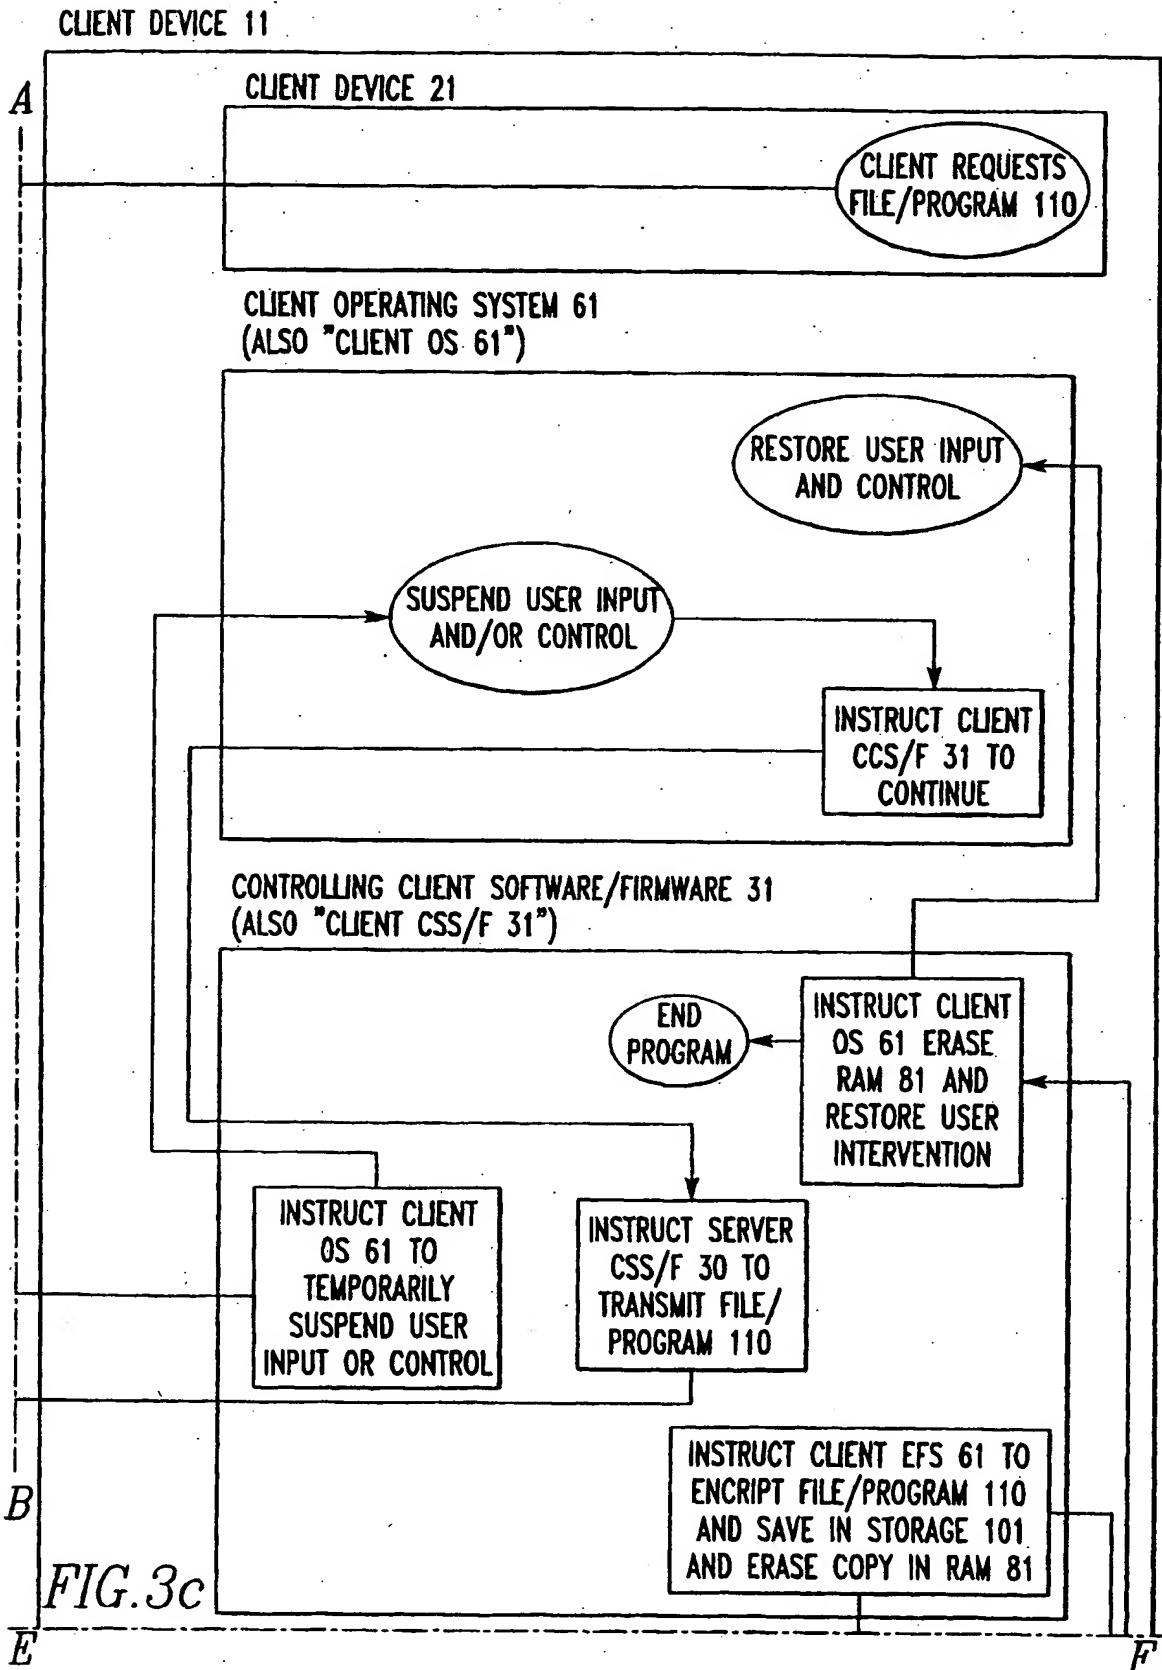 CLIENT DEVICE 11
A
CLIENT DEVICE 21
CLIENT REQUESTS
FILE/PROGRAM 110
CLIENT OPERATING SYSTEM 61
(ALSO "CLIENT OS 61")
RESTORE USER INPUT
AND CONTROL
SUSPEND USER INPUT
AND/OR CONTROL
INSTRUCT CLIENT
CCS/F 31 TO
CONTINUE
CONTROLLING CLIENT SOFTWARE/FIRMWARE 31
(ALSO "CLIENT CSS/F 31")
END
PROGRAM
INSTRUCT CLIENT
OS 61 ERASE
RAM 81 AND
RESTORE USER
INTERVENTION
INSTRUCT CLIENT
OS 61 TO
TEMPORARILY
SUSPEND USER
INPUT OR CONTROL
INSTRUCT SERVER
CSS/F 30 TO
TRANSMIT FILE/
PROGRAM 110
INSTRUCT CLIENT EFS 61 TO
ENCRIPT FILE/PROGRAM 110
AND SAVE IN STORAGE 101
AND ERASE COPY IN RAM 81
B
FIG.3c
E
F